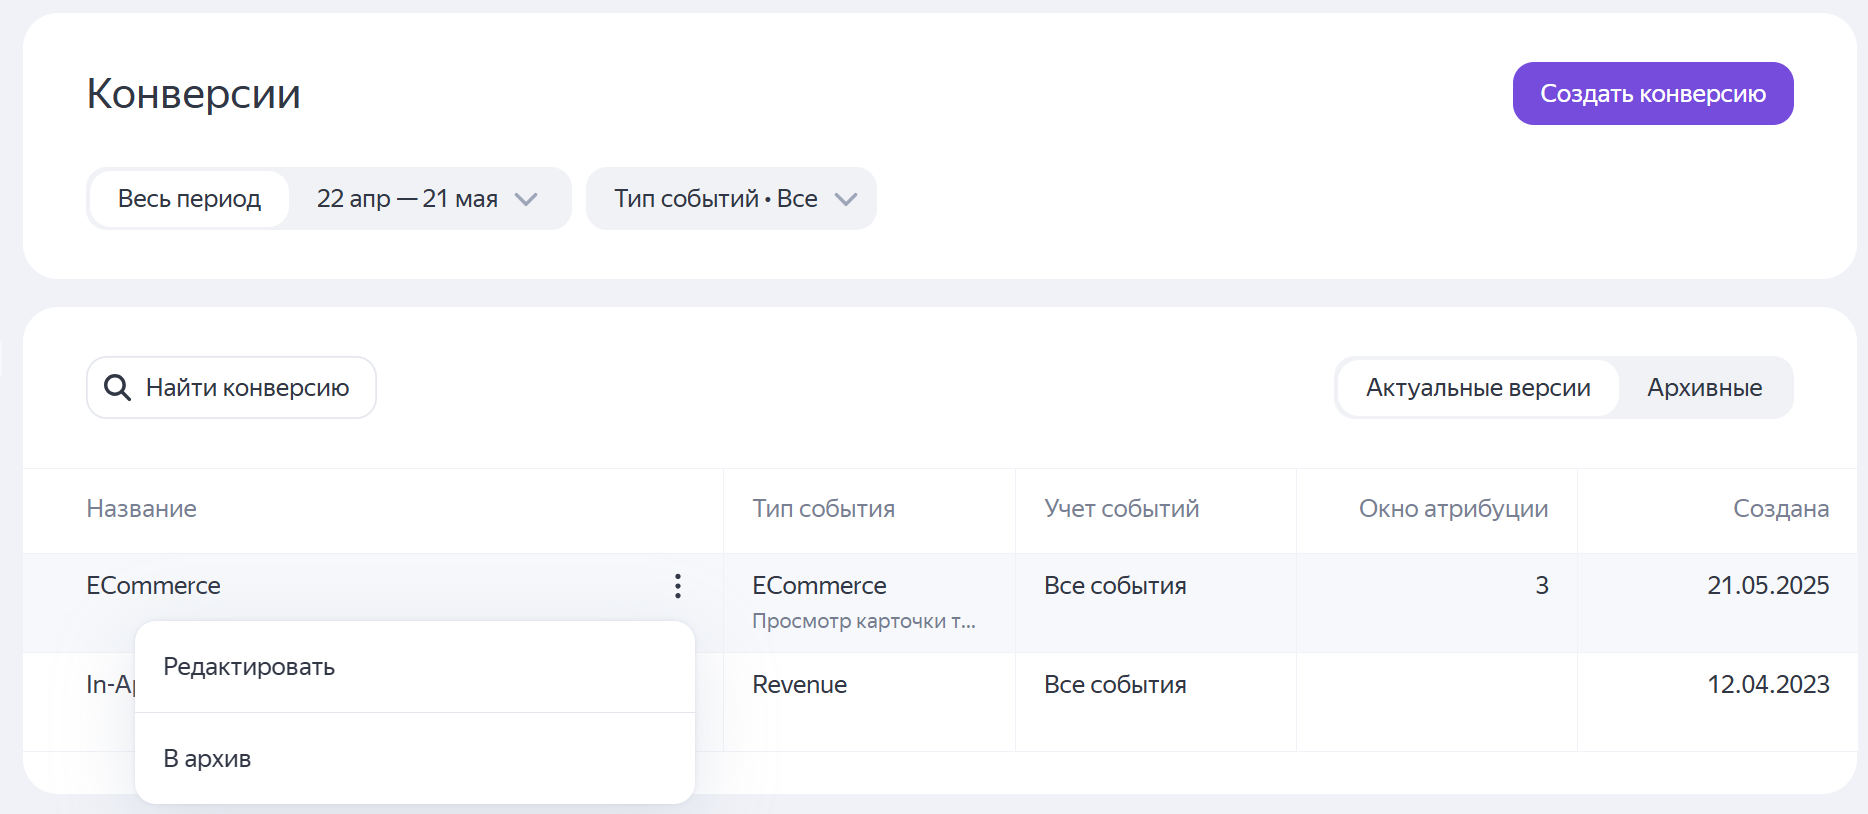 Конверсии
Создать конверсию
Весь период
22 апр — 21 мая
Тип событий • Все
Найти конверсию
Актуальные версии
Архивные
Название
Тип события
Учет событий
Окно атрибуции
Создана
ECommerce
ECommerce
Просмотр карточки т...
Все события
3
21.05.2025
Редактировать
В архив
Revenue
Все события
12.04.2023